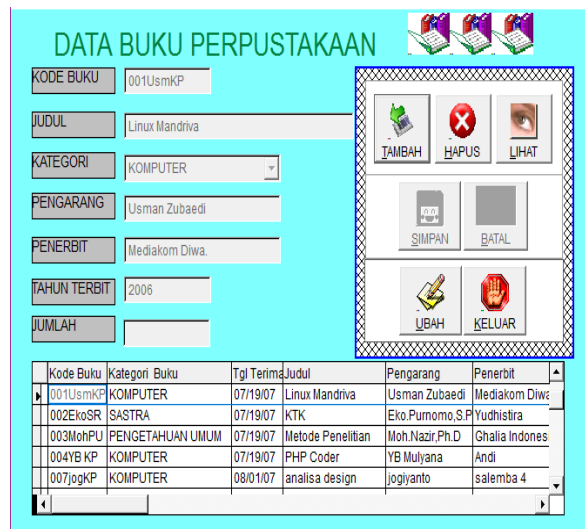 DATA BUKU PERPUSTAKAAN
KODE BUKU 001UsmKP
JUDUL Linux Mandriva
KATEGORI KOMPUTER
PENGARANG Usman Zubaedi
PENERBIT Mediakom Diwa.
TAHUN TERBIT 2006
JUMLAH
TAMBAH HAPUS LIHAT
SIMPAN BATAL
UBAH KELUAR
Kode Buku Kategori Buku Tgl Terima Judul Pengarang Penerbit
001UsmKP KOMPUTER 07/19/07 Linux Mandriva Usman Zubaedi Mediakom Diwa
002EkoSR SASTRA 07/19/07 KTK Eko.Purnomo,S.P Yudhistira
003MohPU PENGETAHUAN UMUM 07/19/07 Metode Penelitian Moh.Nazir,Ph.D Ghalia Indones
004YB KP KOMPUTER 07/19/07 PHP Coder YB Mulyana Andi
007jogKP KOMPUTER 08/01/07 analisa design jogiyanto salemba 4